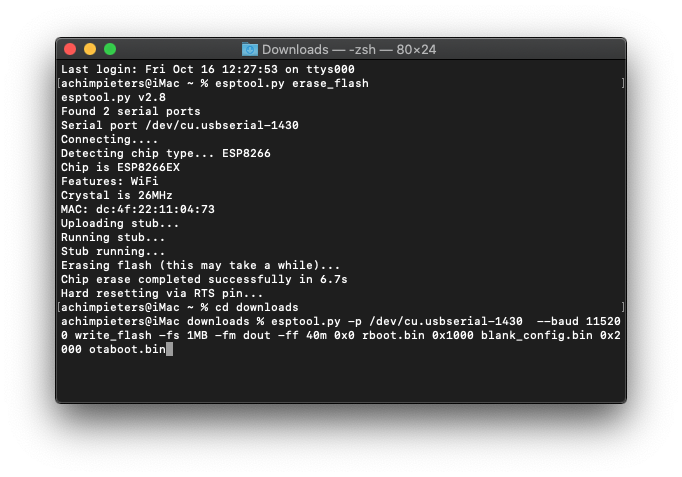 Downloads — -zsh — 80×24
Last login: Fri Oct 16 12:27:53 on ttys000
[achimpieters@iMac ~ % esptool.py erase_flash ]
esptool.py v2.8
Found 2 serial ports
Serial port /dev/cu.usbserial-1430
Connecting....
Detecting chip type... ESP8266
Chip is ESP8266EX
Features: WiFi
Crystal is 26MHz
MAC: dc:4f:22:11:04:73
Uploading stub...
Running stub...
Stub running...
Erasing flash (this may take a while)...
Chip erase completed successfully in 6.7s
Hard resetting via RTS pin...
[achimpieters@iMac ~ % cd downloads ]
achimpieters@iMac downloads % esptool.py -p /dev/cu.usbserial-1430  --baud 11520
0 write_flash -fs 1MB -fm dout -ff 40m 0x0 rboot.bin 0x1000 blank_config.bin 0x2
000 otaboot.bin